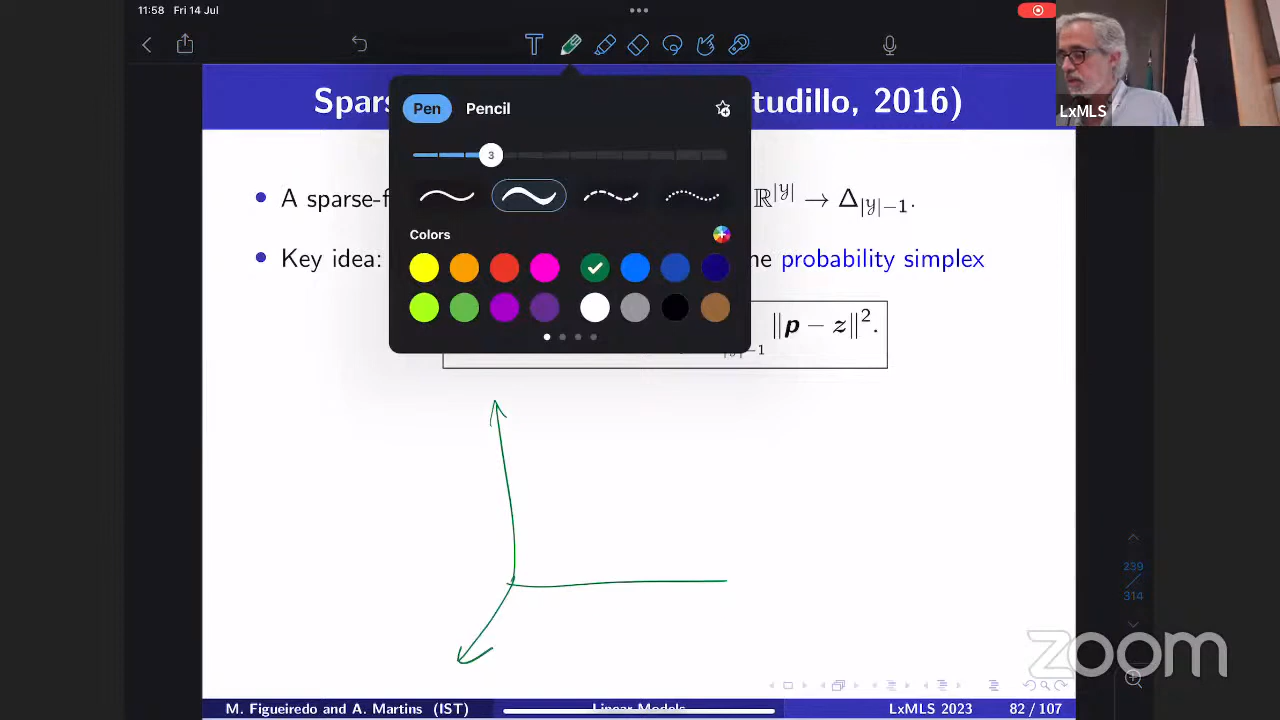 11:58 Fri 14 Jul
T
Spars
tudillo, 2016)
LxMLS
Pen Pencil
3
Colors
• A sparse-f
ℝ^|𝒴| → Δ_|𝒴|−1.
• Key idea:
ne probability simplex
‖p − z‖².
239
314
zoom
M. Figueiredo and A. Martins (IST) Linear Models LxMLS 2023 82 / 107